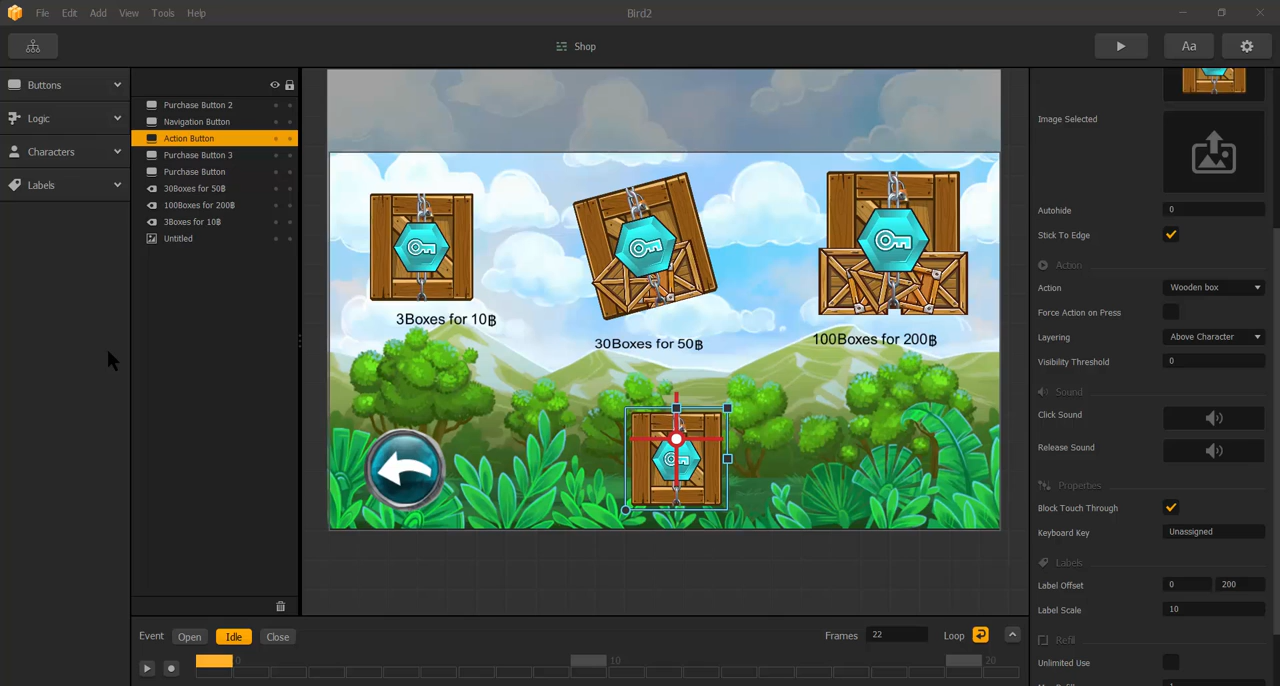 File Edit Add View Tools Help
Bird2
Shop
Aa
Buttons
Logic
Characters
Labels
Purchase Button 2
Navigation Button
Action Button
Purchase Button 3
Purchase Button
30Boxes for 50฿
100Boxes for 200฿
3Boxes for 10฿
Untitled
3Boxes for 10฿
30Boxes for 50฿
100Boxes for 200฿
Image Selected
Autohide 0
Stick To Edge
Action
Action Wooden box
Force Action on Press
Layering Above Character
Visibility Threshold 0
Sound
Click Sound
Release Sound
Properties
Block Touch Through
Keyboard Key Unassigned
Labels
Label Offset 0 200
Label Scale 10
Refill
Unlimited Use
Event Open Idle Close
Frames 22 Loop
0 10 20